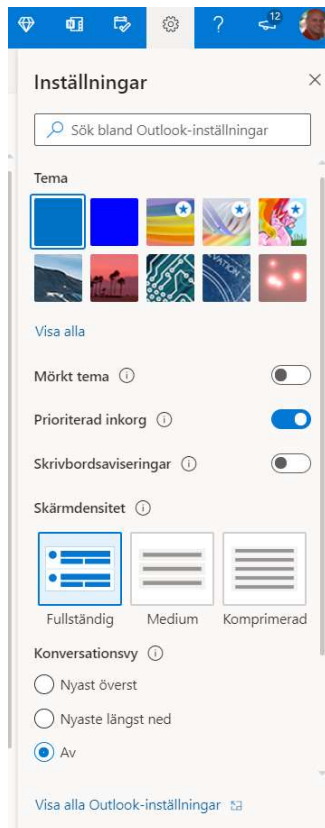 12
Inställningar
Sök bland Outlook-inställningar
Tema
Visa alla
Mörkt tema
Prioriterad inkorg
Skrivbordsaviseringar
Skärmdensitet
Fullständig Medium Komprimerad
Konversationsvy
Nyast överst
Nyaste längst ned
Av
Visa alla Outlook-inställningar